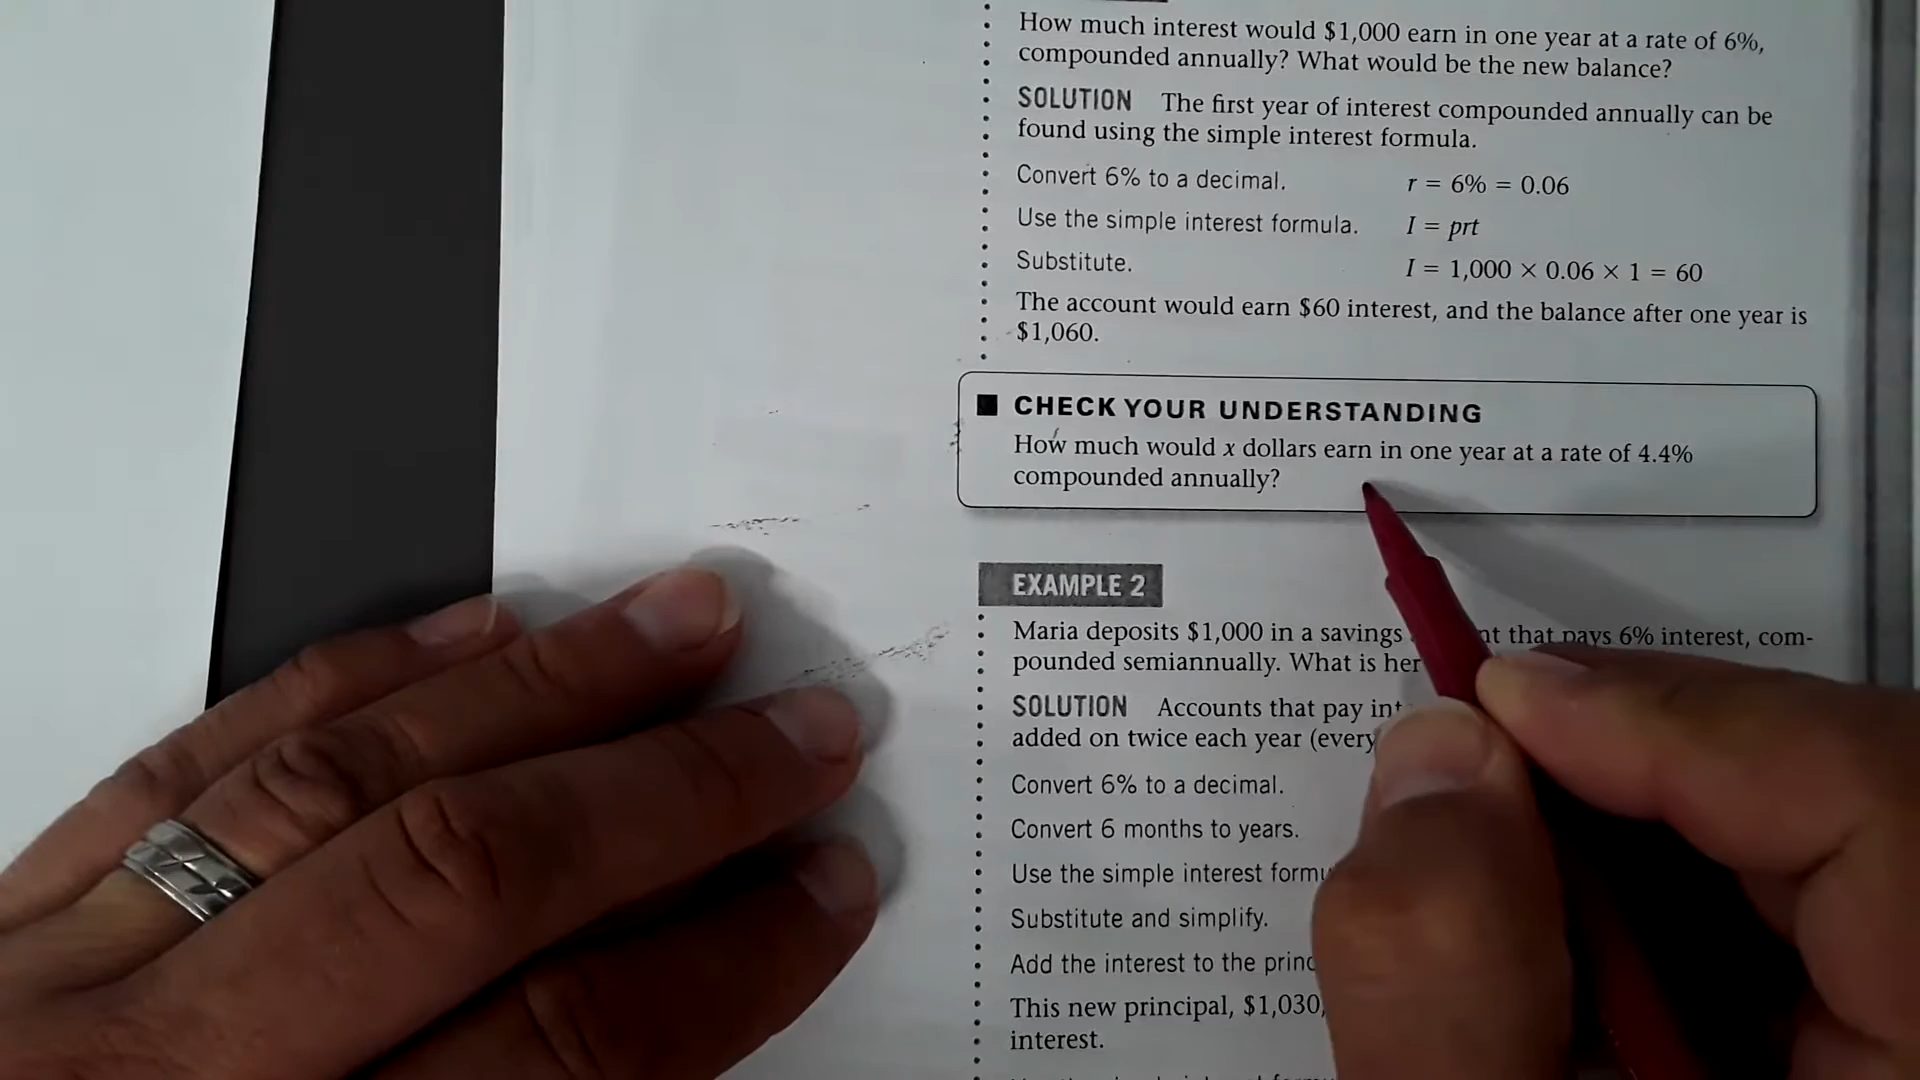 How much interest would $1,000 earn in one year at a rate of 6%,
compounded annually? What would be the new balance?
SOLUTION The first year of interest compounded annually can be
found using the simple interest formula.
Convert 6% to a decimal. r = 6% = 0.06
Use the simple interest formula. I = prt
Substitute. I = 1,000 × 0.06 × 1 = 60
The account would earn $60 interest, and the balance after one year is
$1,060.
■ CHECK YOUR UNDERSTANDING
How much would x dollars earn in one year at a rate of 4.4%
compounded annually?
EXAMPLE 2
Maria deposits $1,000 in a savings that pays 6% interest, com-
pounded semiannually. What is her
SOLUTION Accounts that pay
added on twice each year (every
Convert 6% to a decimal.
Convert 6 months to years.
Use the simple interest
Substitute and simplify.
Add the interest to the
This new principal, $1,030,
interest.